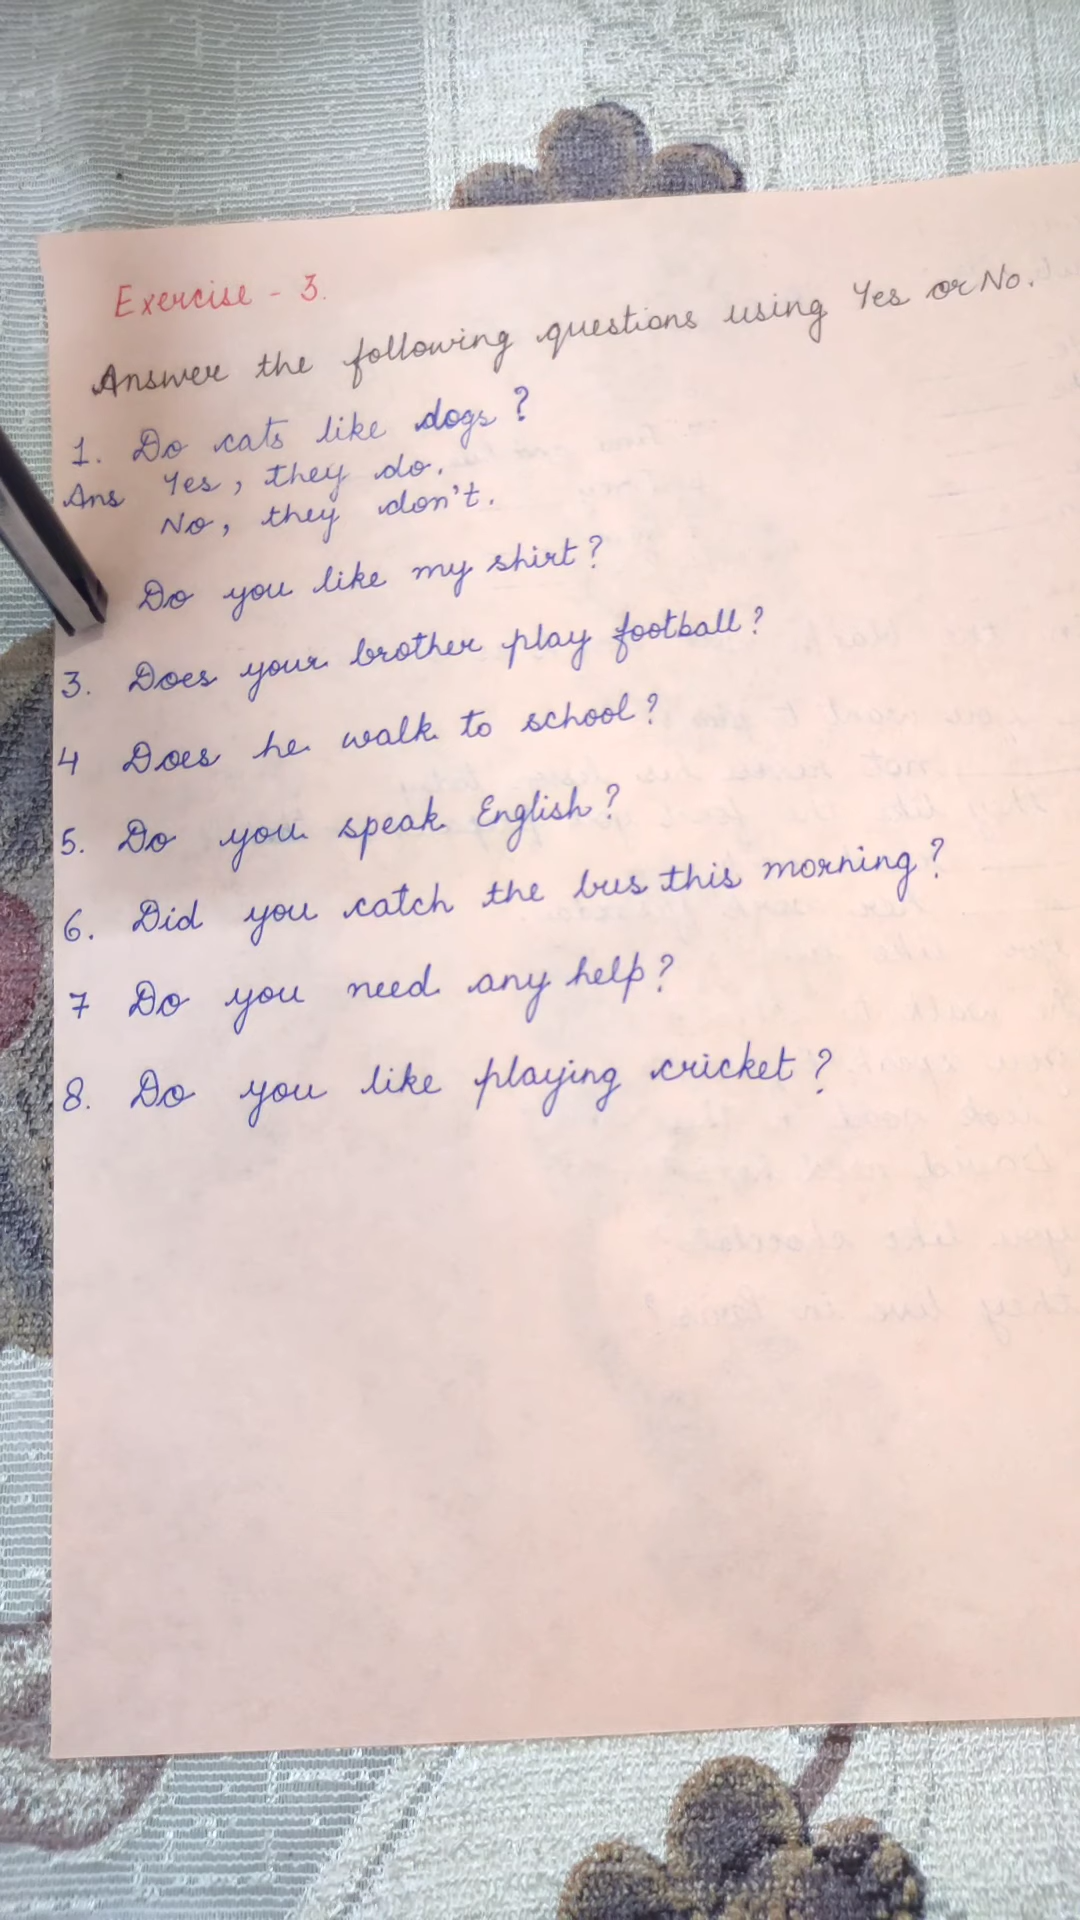 Exercise - 3.
Answer the following questions using Yes or No.
1. Do cats like dogs?
Ans Yes, they do.
No, they don't.
Do you like my shirt?
3. Does your brother play football?
4 Does he walk to school?
5. Do you speak English?
6. Did you catch the bus this morning?
7 Do you need any help?
8. Do you like playing cricket?